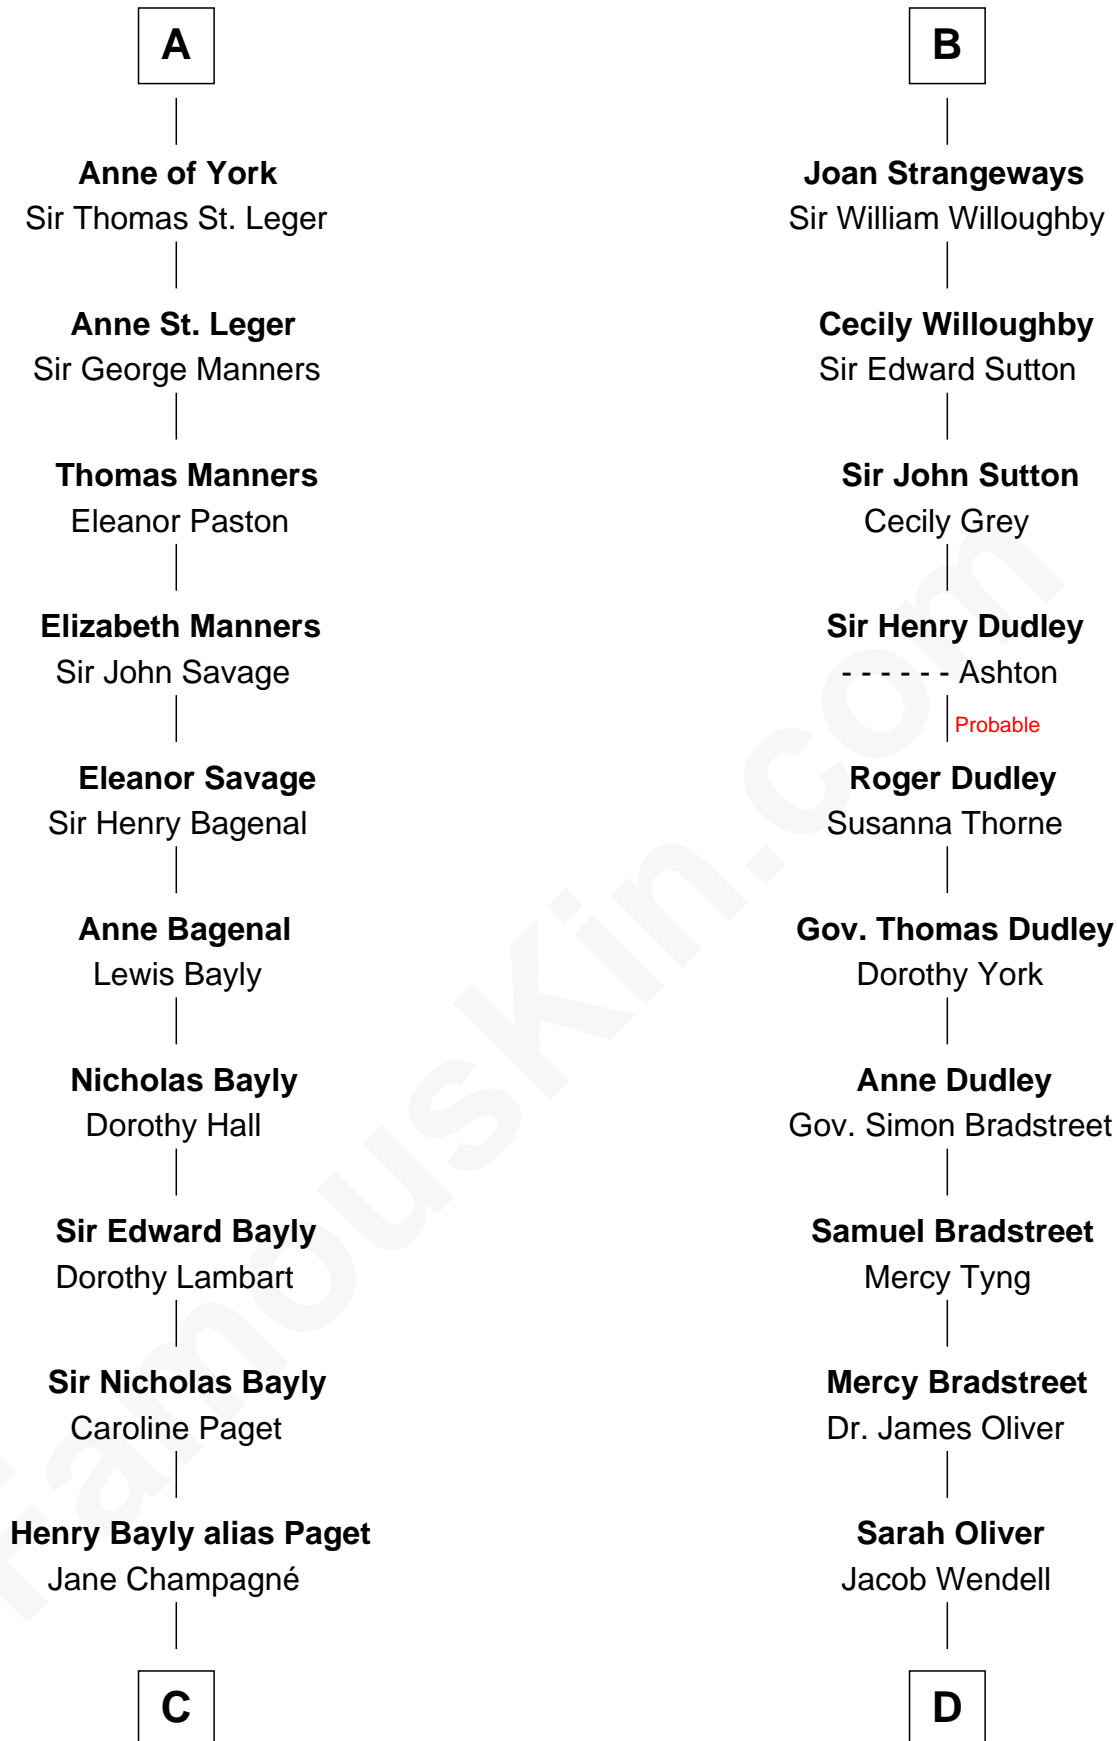 A
Anne of York
Sir Thomas St. Leger
Anne St. Leger
Sir George Manners
Thomas Manners
Eleanor Paston
Elizabeth Manners
Sir John Savage
Eleanor Savage
Sir Henry Bagenal
Anne Bagenal
Lewis Bayly
Nicholas Bayly
Dorothy Hall
Sir Edward Bayly
Dorothy Lambart
Sir Nicholas Bayly
Caroline Paget
Henry Bayly alias Paget
Jane Champagné
C
B
Joan Strangeways
Sir William Willoughby
Cecily Willoughby
Sir Edward Sutton
Sir John Sutton
Cecily Grey
Sir Henry Dudley
- - - - - - Ashton
Probable
Roger Dudley
Susanna Thorne
Gov. Thomas Dudley
Dorothy York
Anne Dudley
Gov. Simon Bradstreet
Samuel Bradstreet
Mercy Tyng
Mercy Bradstreet
Dr. James Oliver
Sarah Oliver
Jacob Wendell
D
FamousKin.com